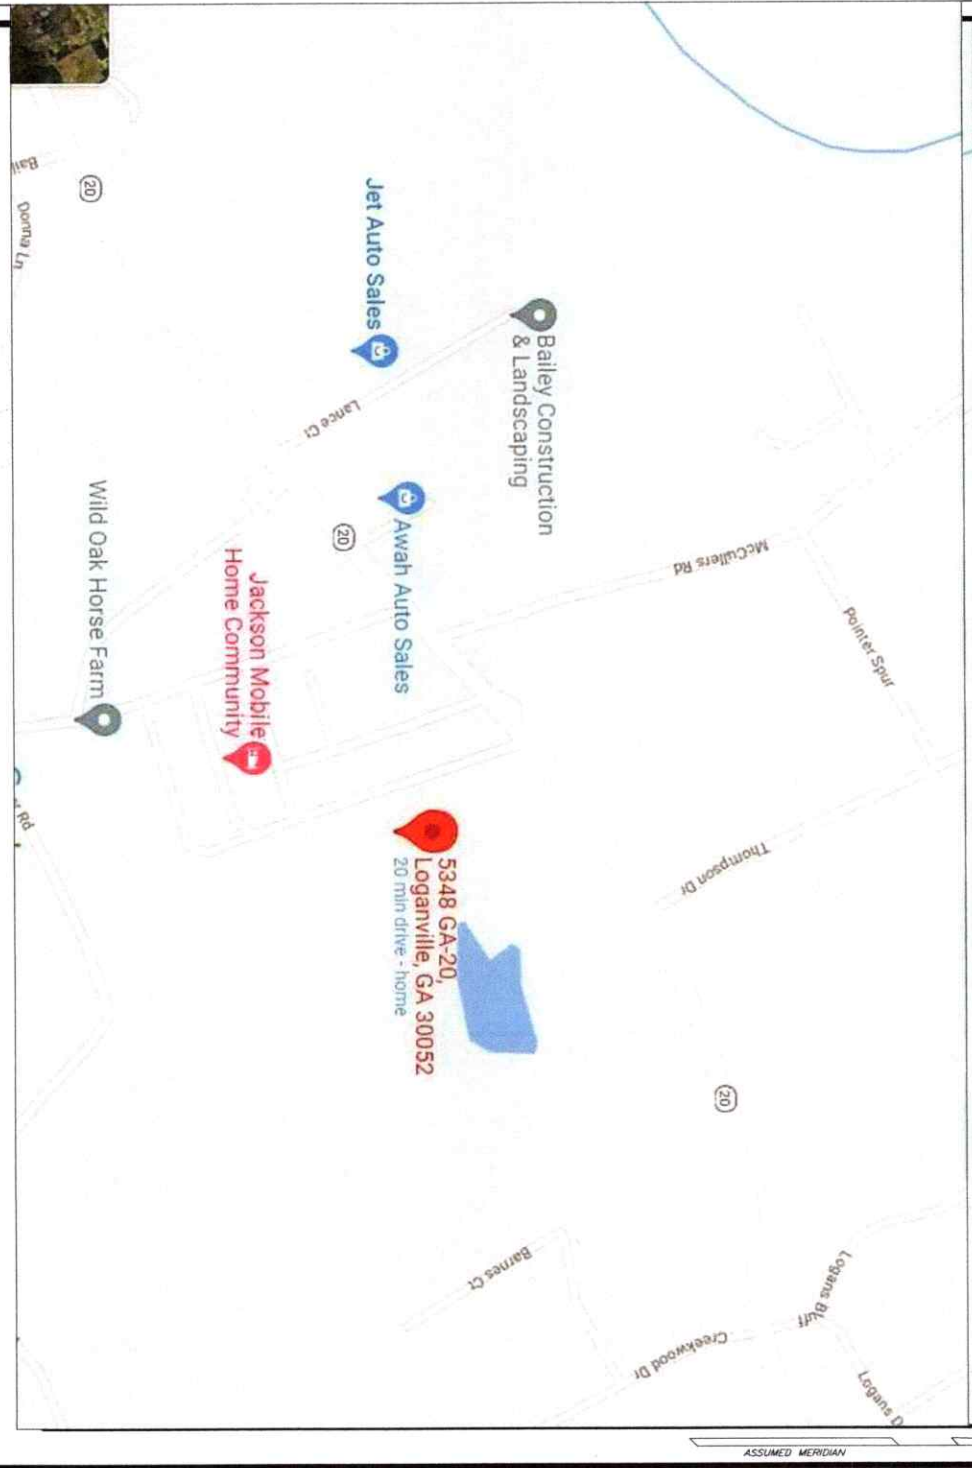 Bail
Donna Ln
20
Jet Auto Sales
Bailey Construction
& Landscaping
Lance Ct
Awah Auto Sales
20
McCullers Rd
Pointer Spur
Jackson Mobile
Home Community
Wild Oak Horse Farm
Thompson Dr
5348 GA-20,
Loganville, GA 30052
20 min drive - home
20
Barnes Ct
Logans Bluff
Creekwood Dr
Logans D
ASSUMED MERIDIAN